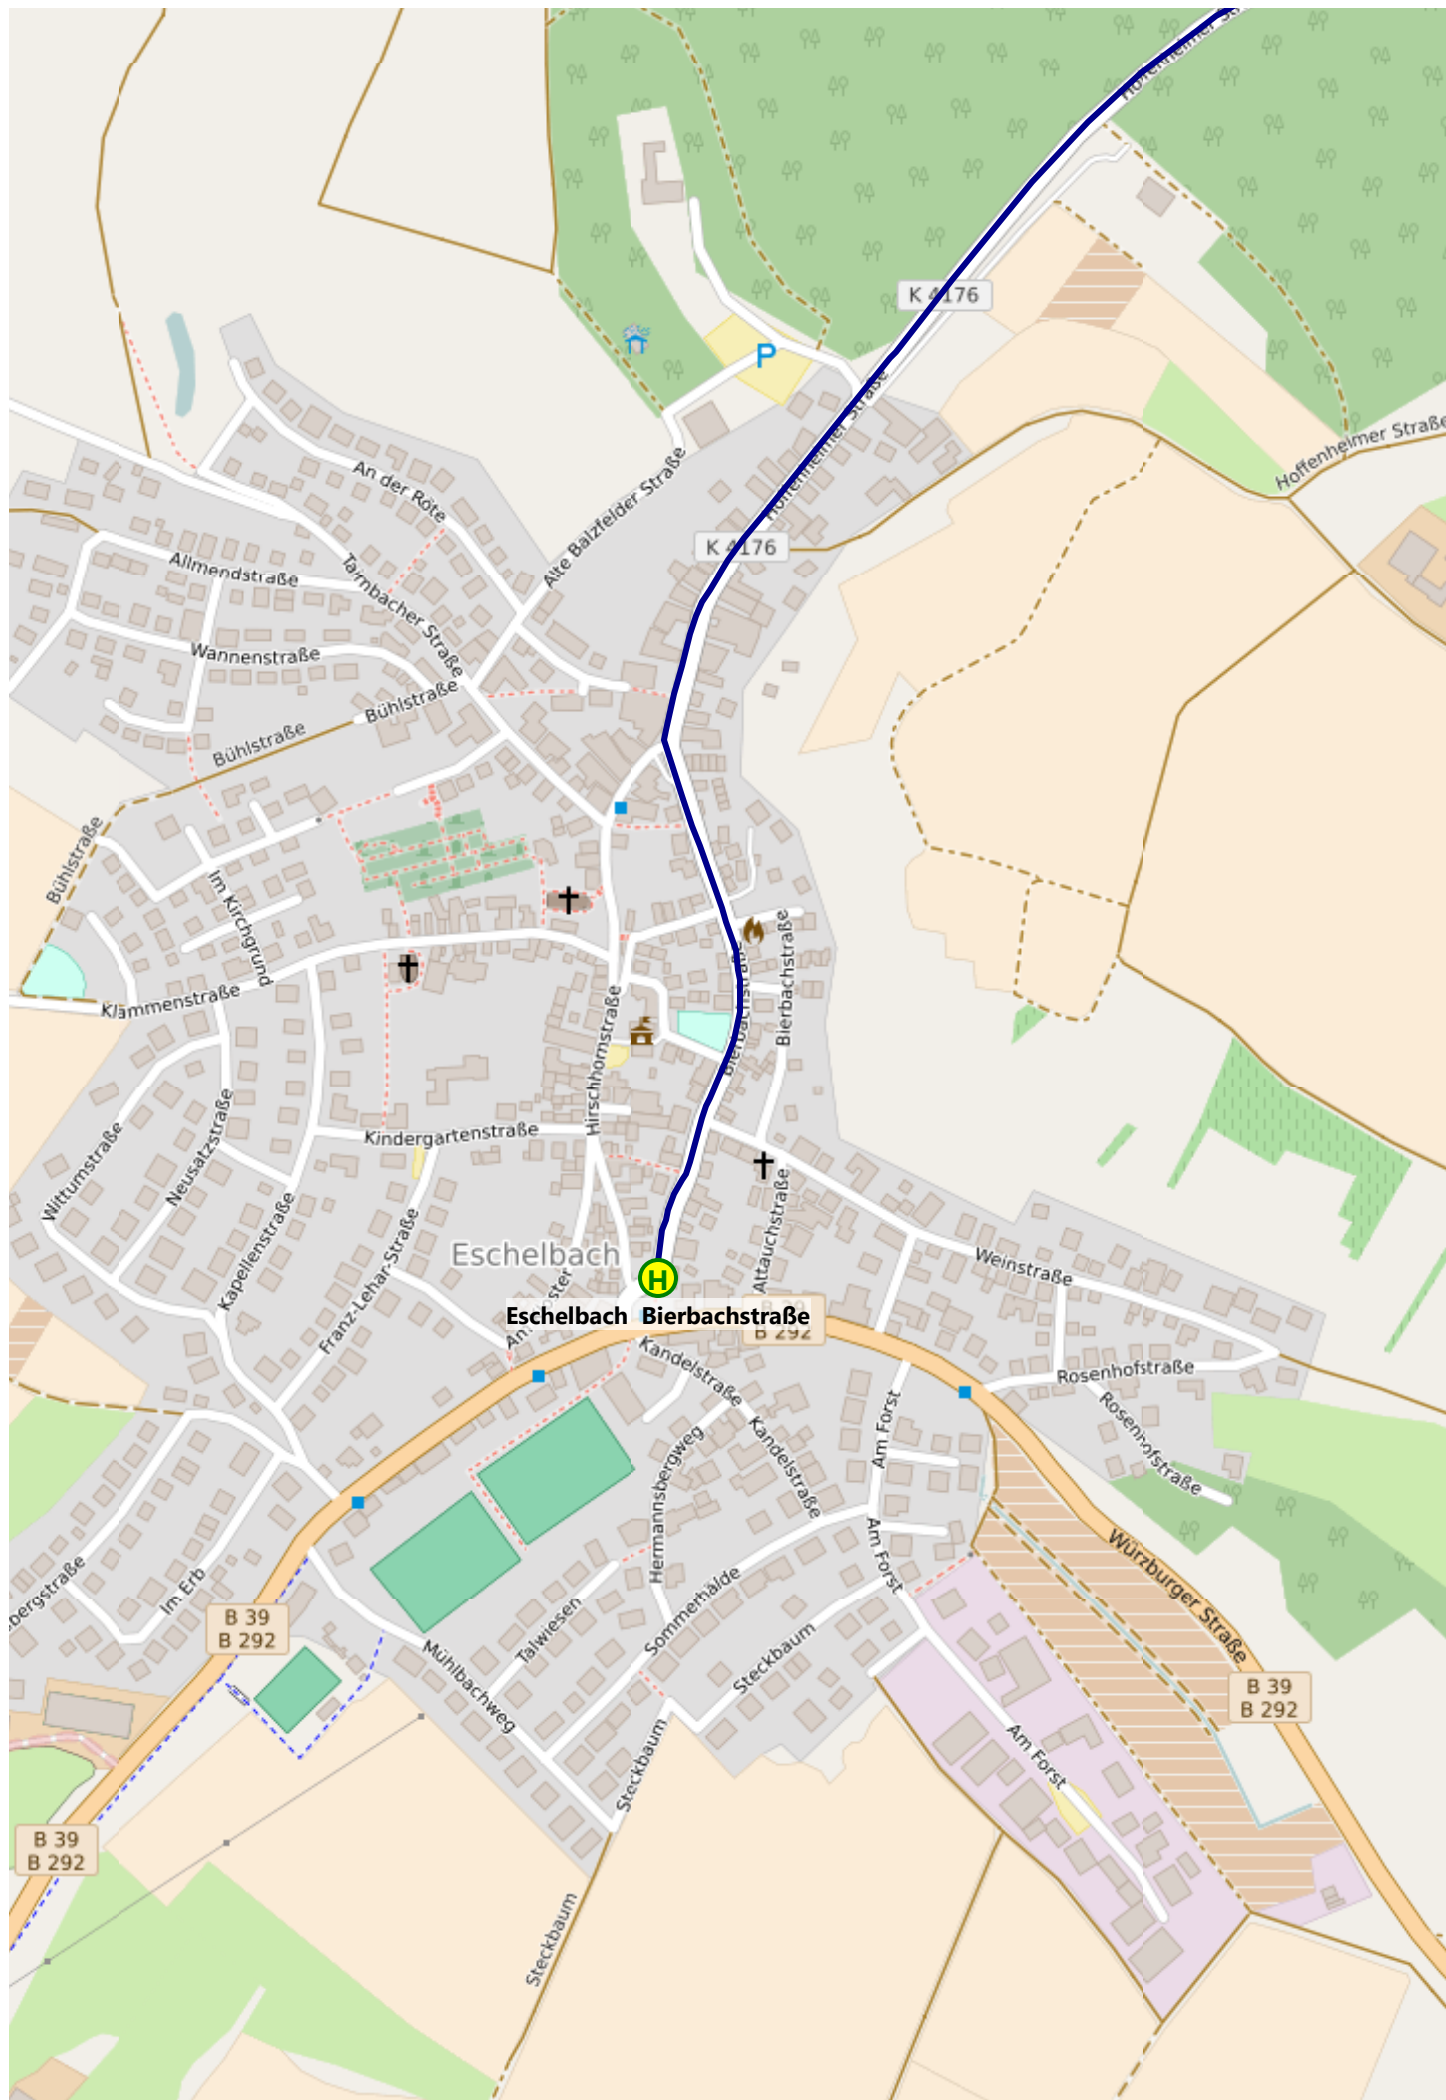 Hoffenheimer
K 4176
P
Hoffenheimer Straße
Hoffenheimer Straße
An der Röte
Alte Balzfelder Straße
K 4176
Allmendstraße
Tairnbacher Straße
Wannenstraße
Bühlstraße
Bühlstraße
Bühlstraße
Im Kirchgrund
Bierbachstraße
Klammenstraße
Hirschhornstraße
Kindergartenstraße
Wittumstraße
Neusatzstraße
Kapellenstraße
Franz-Lehar-Straße
Attauchstraße
Weinstraße
Eschelbach
H
Eschelbach Bierbachstraße
B 292
Kandelstraße
Rosenhofstraße
Rosenhofstraße
Am Forst
Kandelstraße
Hermannsbergweg
Am Forst
Würzburger Straße
Im Erb
B 39
B 292
Talwiesen
Sommerhälde
Steckbaum
Mühlbachweg
B 39
B 292
Am Forst
Steckbaum
B 39
B 292
Steckbaum